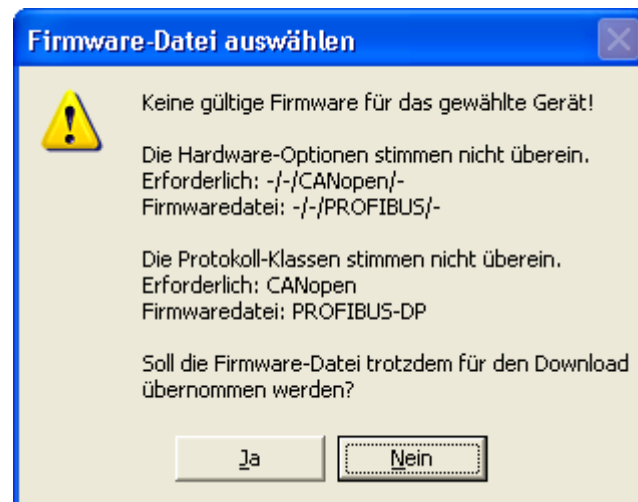 Firmware-Datei auswählen
Keine gültige Firmware für das gewählte Gerät!
Die Hardware-Optionen stimmen nicht überein.
Erforderlich: -/-/CANopen/-
Firmwaredatei: -/-/PROFIBUS/-
Die Protokoll-Klassen stimmen nicht überein.
Erforderlich: CANopen
Firmwaredatei: PROFIBUS-DP
Soll die Firmware-Datei trotzdem für den Download
übernommen werden?
Ja
Nein